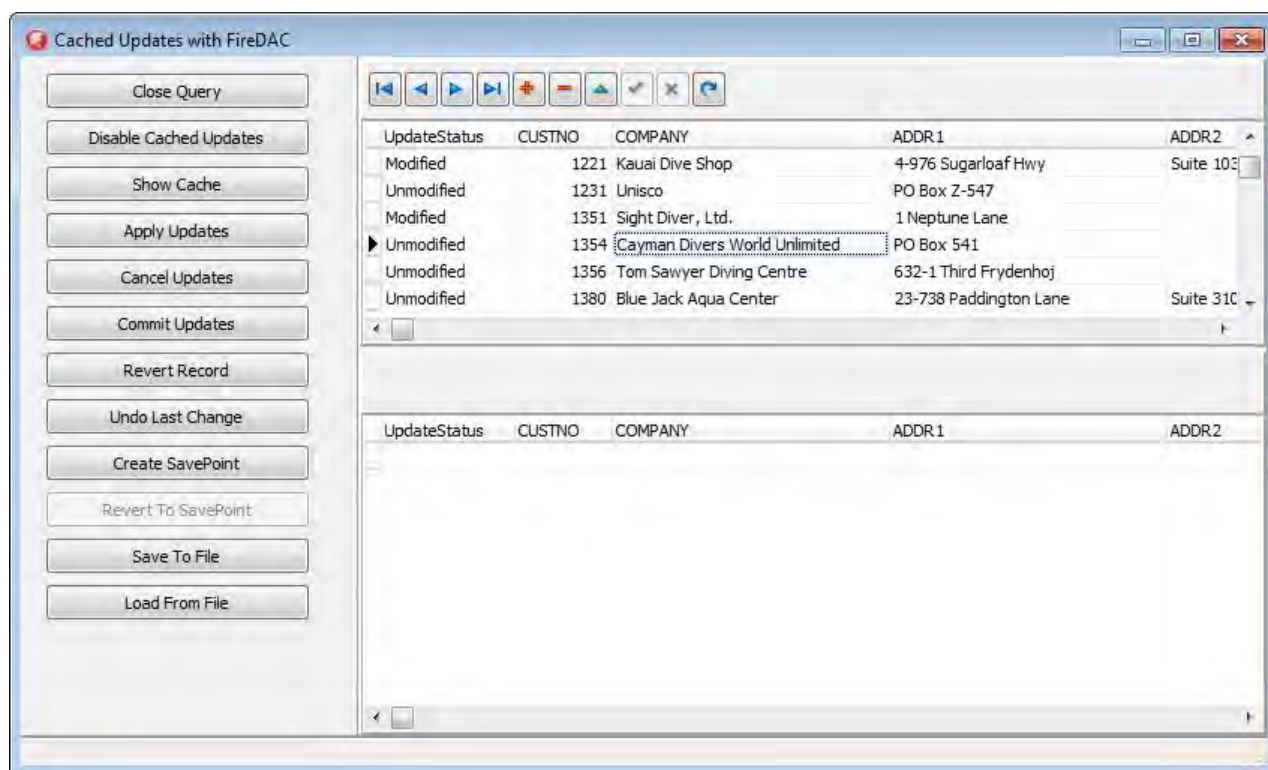 Cached Updates with FireDAC
Close Query
Disable Cached Updates
Show Cache
Apply Updates
Cancel Updates
Commit Updates
Revert Record
Undo Last Change
Create SavePoint
Revert To SavePoint
Save To File
Load From File
UpdateStatus CUSTNO COMPANY ADDR1 ADDR2
Modified 1221 Kauai Dive Shop 4-976 Sugarloaf Hwy Suite 103
Unmodified 1231 Unisco PO Box Z-547
Modified 1351 Sight Diver, Ltd. 1 Neptune Lane
Unmodified 1354 Cayman Divers World Unlimited PO Box 541
Unmodified 1356 Tom Sawyer Diving Centre 632-1 Third Frydenhoj
Unmodified 1380 Blue Jack Aqua Center 23-738 Paddington Lane Suite 310
UpdateStatus CUSTNO COMPANY ADDR1 ADDR2